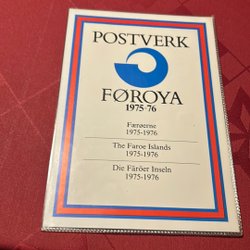 POSTVERK
FØROYA
1975-76
Færøerne
1975-1976
The Faroe Islands
1975-1976
Die Färöer Inseln
1975-1976